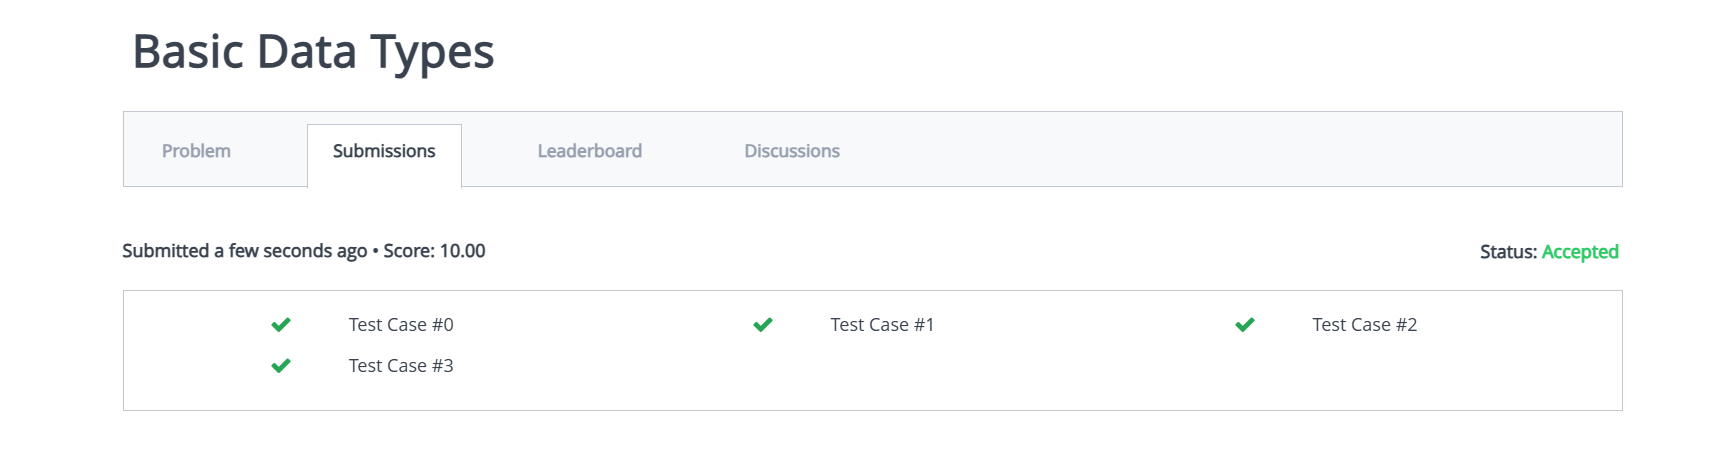 Basic Data Types
Problem Submissions Leaderboard Discussions
Submitted a few seconds ago • Score: 10.00 Status: Accepted
Test Case #0 Test Case #1 Test Case #2
Test Case #3